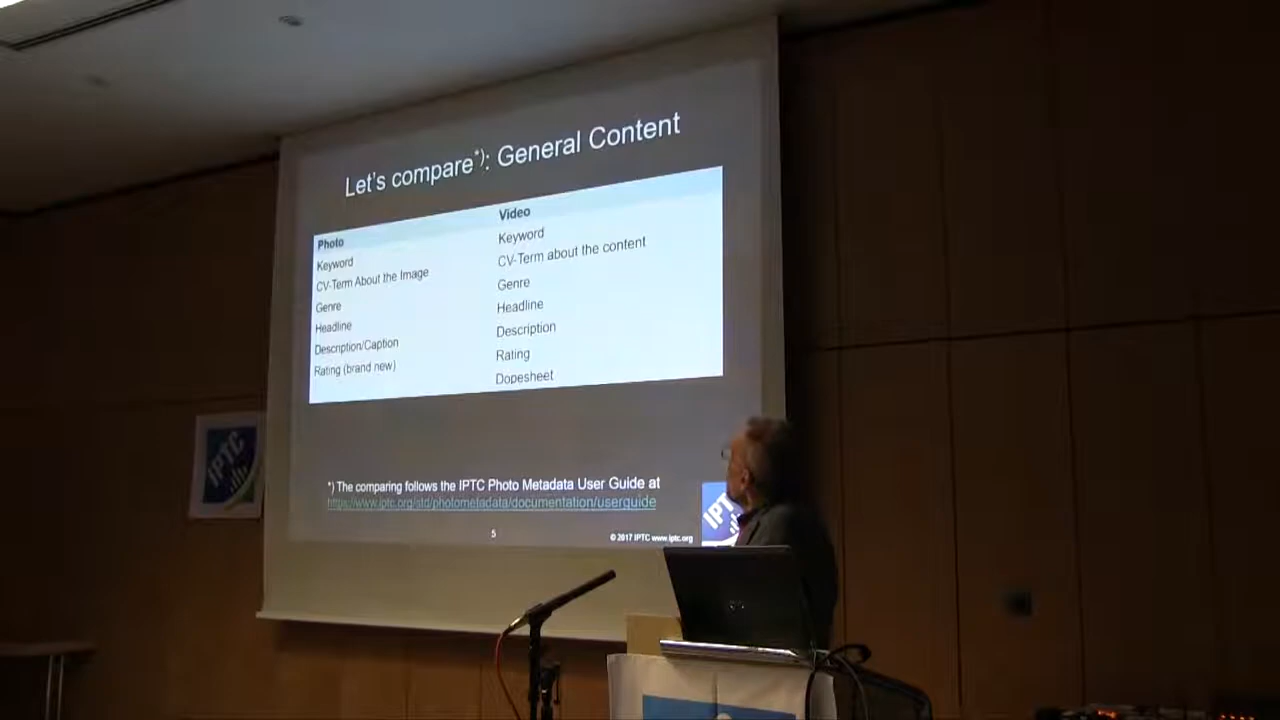 Let's compare*): General Content
Photo Video
Keyword Keyword
CV-Term About the Image CV-Term about the content
Genre Genre
Headline Headline
Description/Caption Description
Rating (brand new) Rating
Dopesheet
*) The comparing follows the IPTC Photo Metadata User Guide at
https://www.iptc.org/std/photometadata/documentation/userguide
5
© 2017 IPTC www.iptc.org
IPTC
IPT